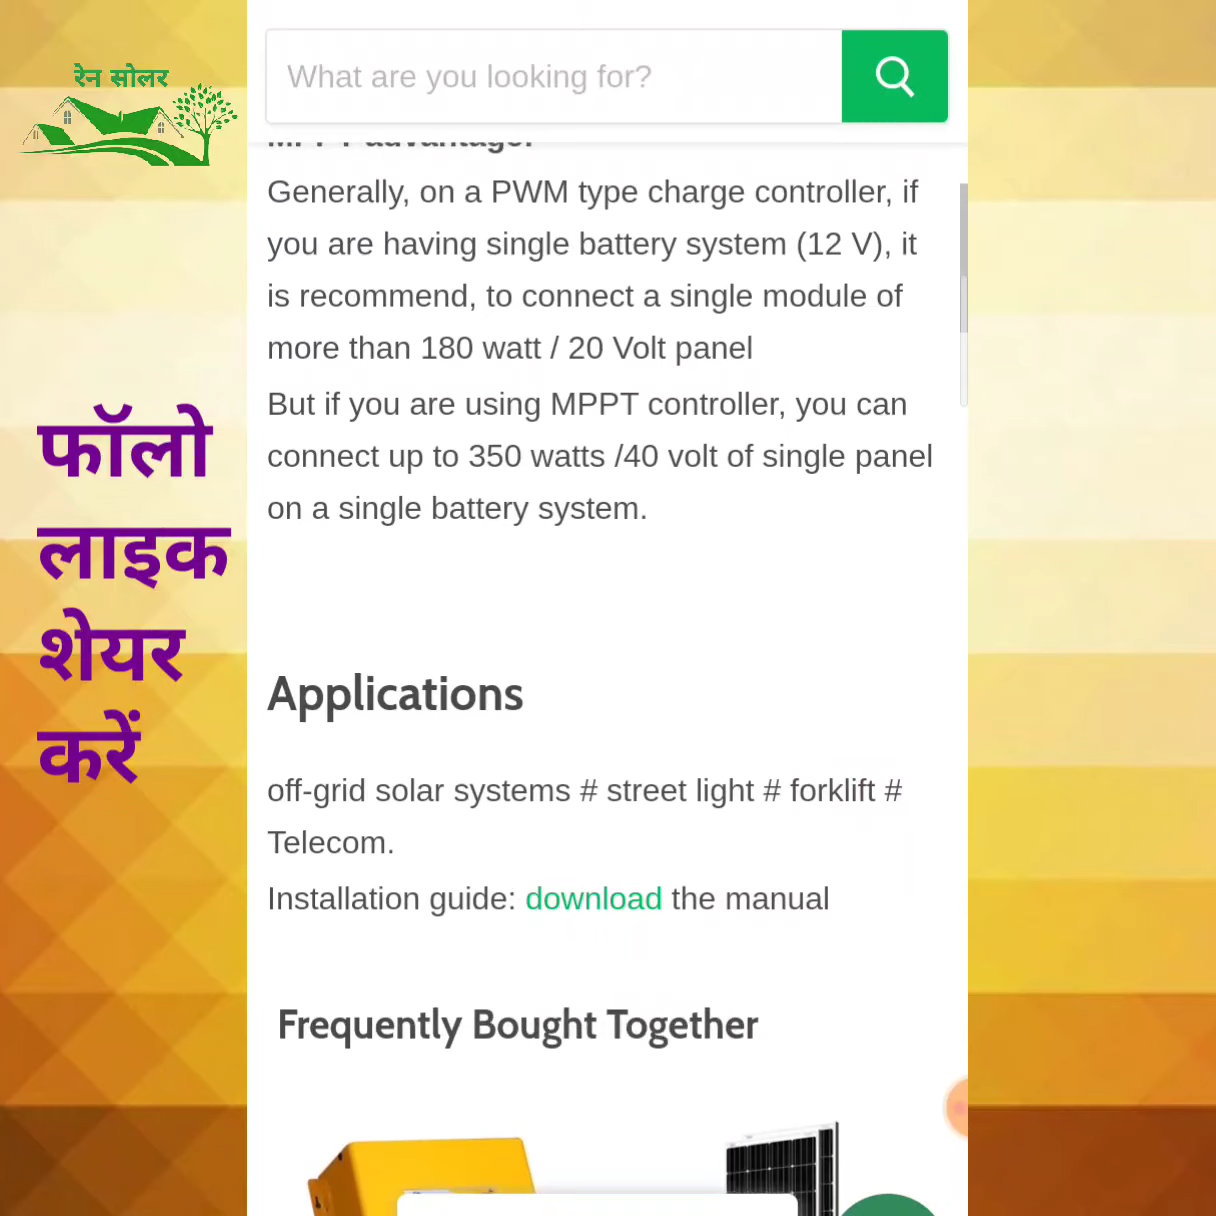 रेन सोलर
What are you looking for?
MPPT advantage:
Generally, on a PWM type charge controller, if
you are having single battery system (12 V), it
is recommend, to connect a single module of
more than 180 watt / 20 Volt panel
But if you are using MPPT controller, you can
connect up to 350 watts /40 volt of single panel
on a single battery system.
फॉलो
लाइक
शेयर
करें
Applications
off-grid solar systems # street light # forklift #
Telecom.
Installation guide: download the manual
Frequently Bought Together